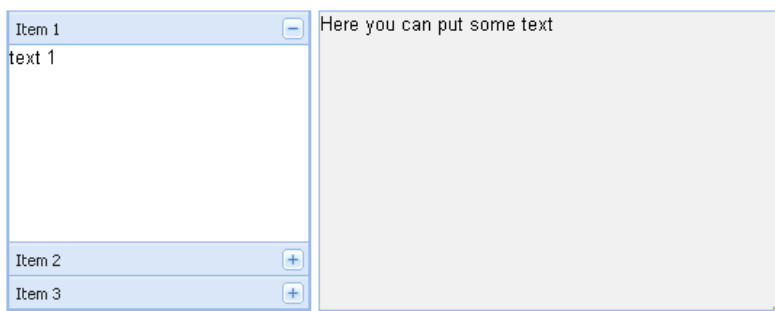 Item 1
text 1
Item 2
Item 3
Here you can put some text